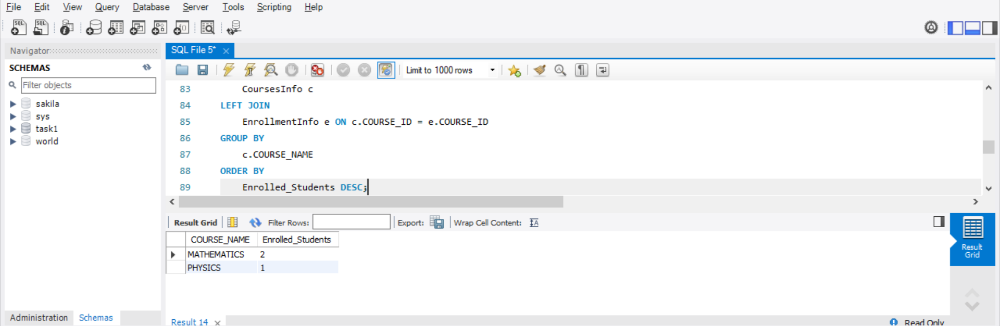 File Edit View Query Database Server Tools Scripting Help
SQL SQL
Navigator
SCHEMAS
Filter objects
sakila
sys
task1
world
Administration Schemas
SQL File 5*
Limit to 1000 rows
83 CoursesInfo c
84 LEFT JOIN
85 EnrollmentInfo e ON c.COURSE_ID = e.COURSE_ID
86 GROUP BY
87 c.COURSE_NAME
88 ORDER BY
89 Enrolled_Students DESC;
Result Grid Filter Rows: Export: Wrap Cell Content:
COURSE_NAME Enrolled_Students
MATHEMATICS 2
PHYSICS 1
Result
Grid
Result 14 Read Only